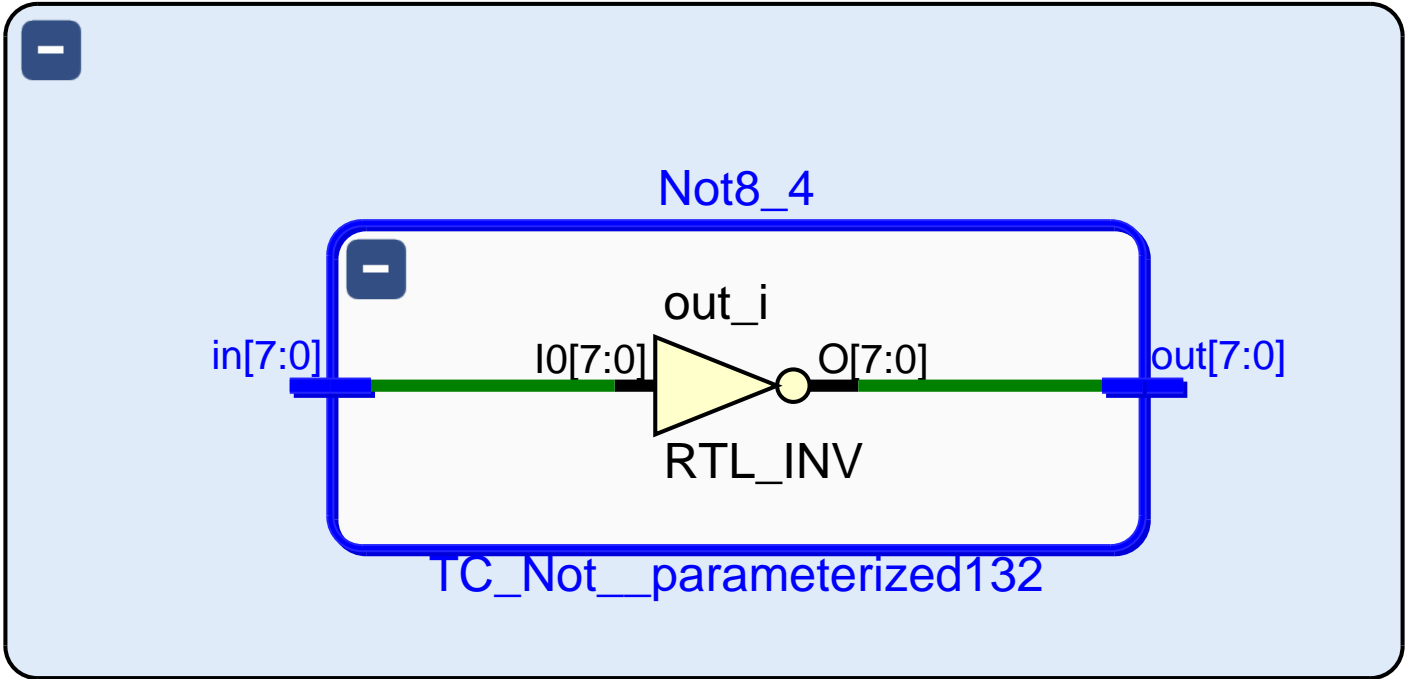 Not8_4
out_i
in[7:0]
I0[7:0]
O[7:0]
out[7:0]
RTL_INV
TC_Not__parameterized132